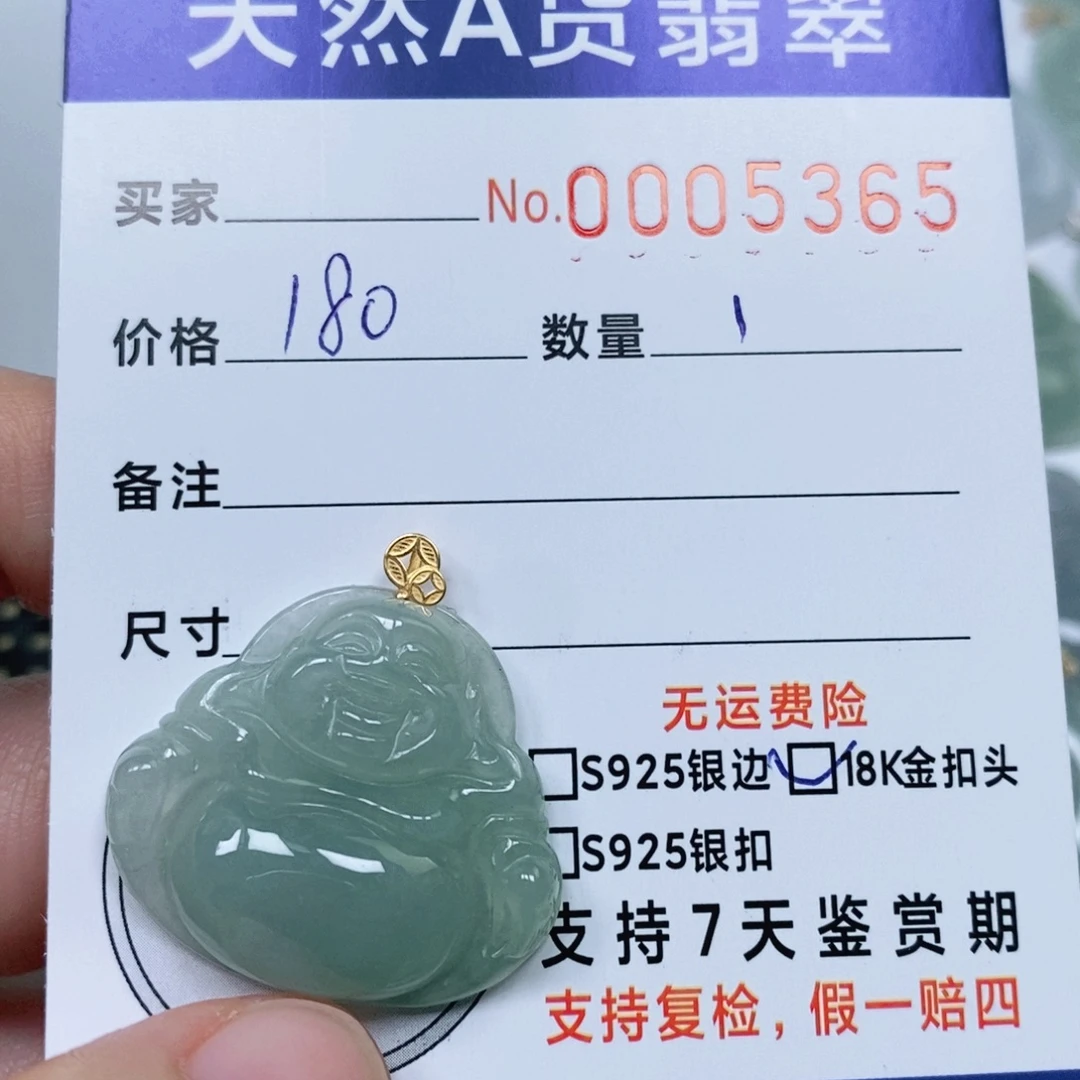 天然A货翡翠
买家 No.0005365
价格 180 数量 1
备注
尺寸
无运费险
S925银边 18K金扣头
S925银扣
支持7天鉴赏期
支持复检，假一赔四